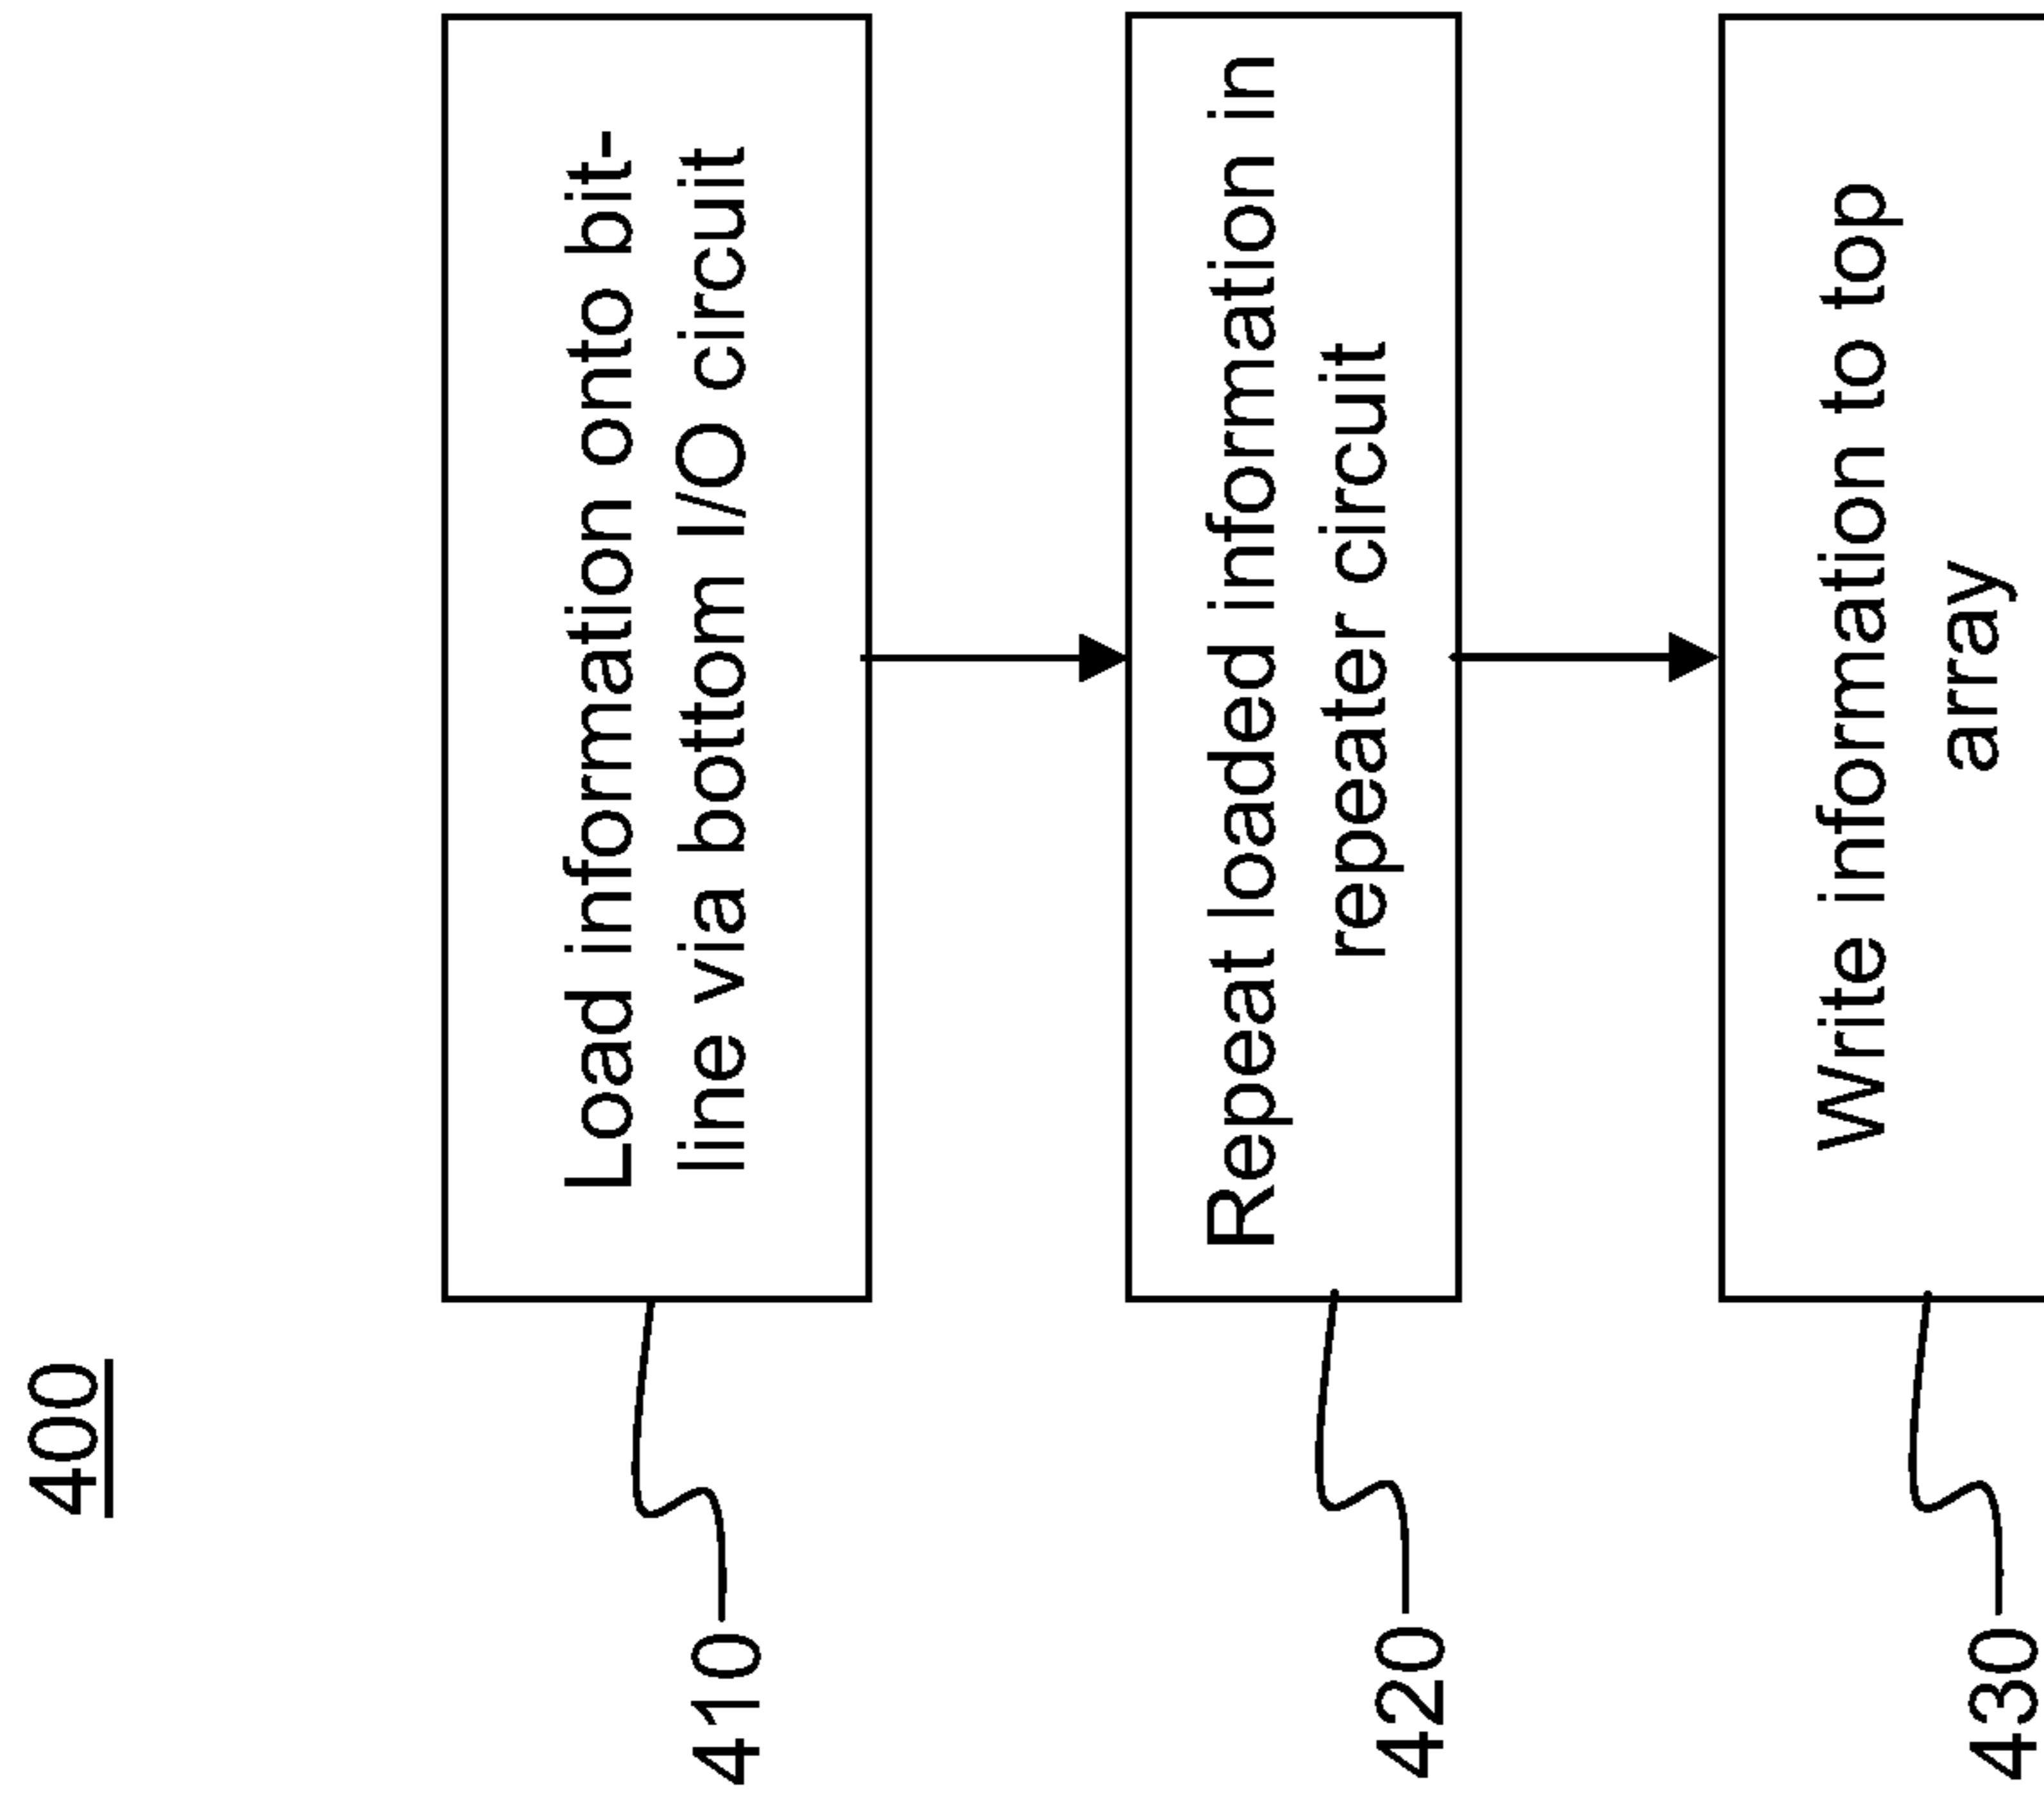 400
410
Load information onto bit-
line via bottom I/O circuit
420
Repeat loaded information in
repeater circuit
430
Write information to top
array